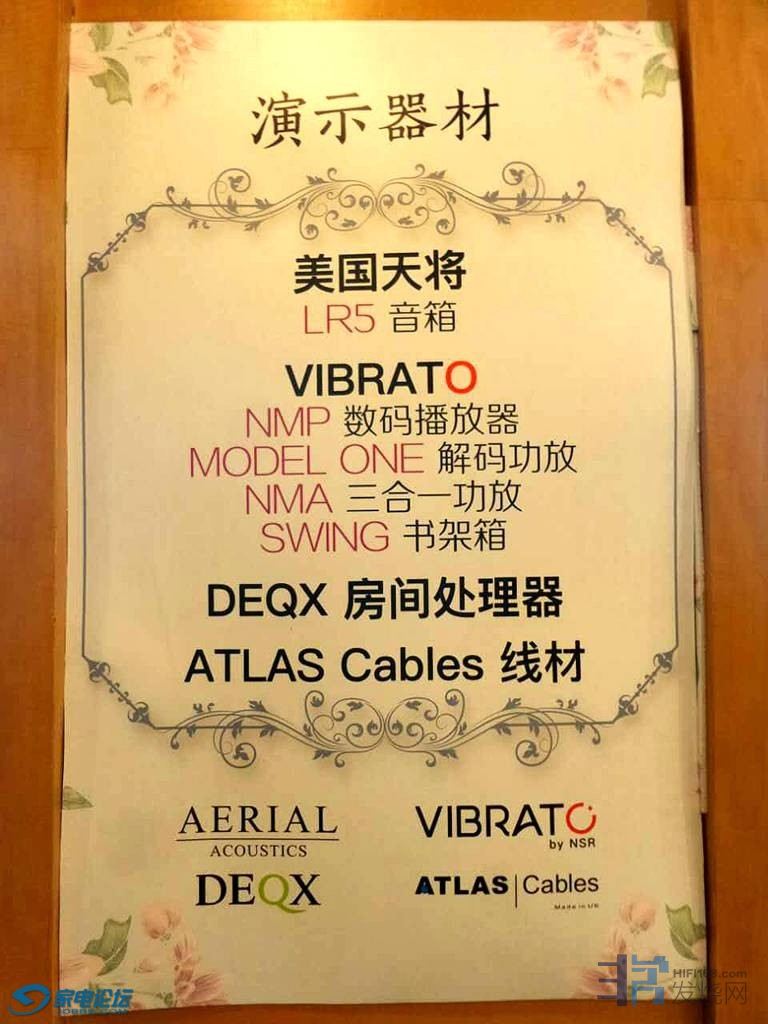 演示器材
美国天将
LR5 音箱
VIBRATO
NMP 数码播放器
MODEL ONE 解码功放
NMA 三合一功放
SWING 书架箱
DEQX 房间处理器
ATLAS Cables 线材
AERIAL
ACOUSTICS
VIBRATO
by NSR
DEQX
ATLAS | Cables
Made in UK
家电论坛
HIFI168.com
发烧网